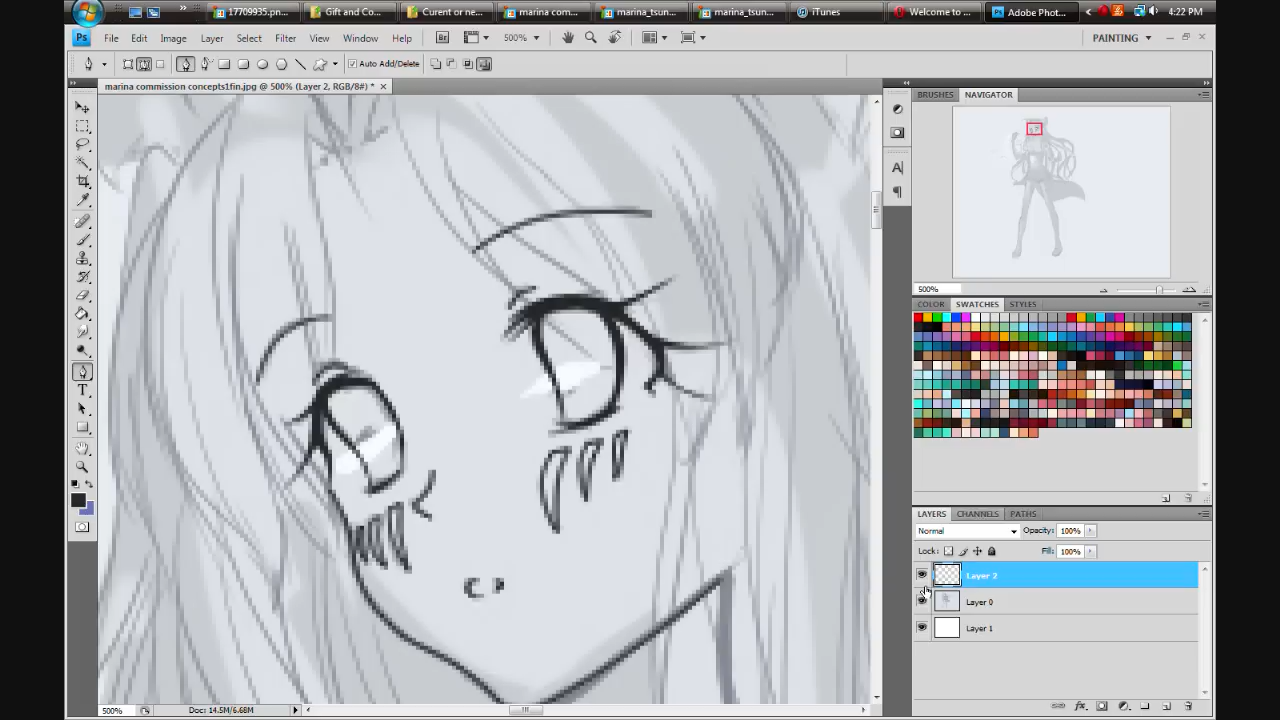 17709935.pn...
Gift and Co...
Curent or ne...
marina com...
marina_tsun...
marina_tsun...
iTunes
Welcome to ...
Adobe Phot...
4:22 PM
Ps File Edit Image Layer Select Filter View Window Help Br 500% PAINTING
Auto Add/Delete
marina commission concepts1fin.jpg @ 500% (Layer 2, RGB/8#) *
BRUSHES NAVIGATOR
500%
COLOR SWATCHES STYLES
LAYERS CHANNELS PATHS
Normal Opacity: 100%
Lock: Fill: 100%
Layer 2
Layer 0
Layer 1
500% Doc: 14.5M/6.68M